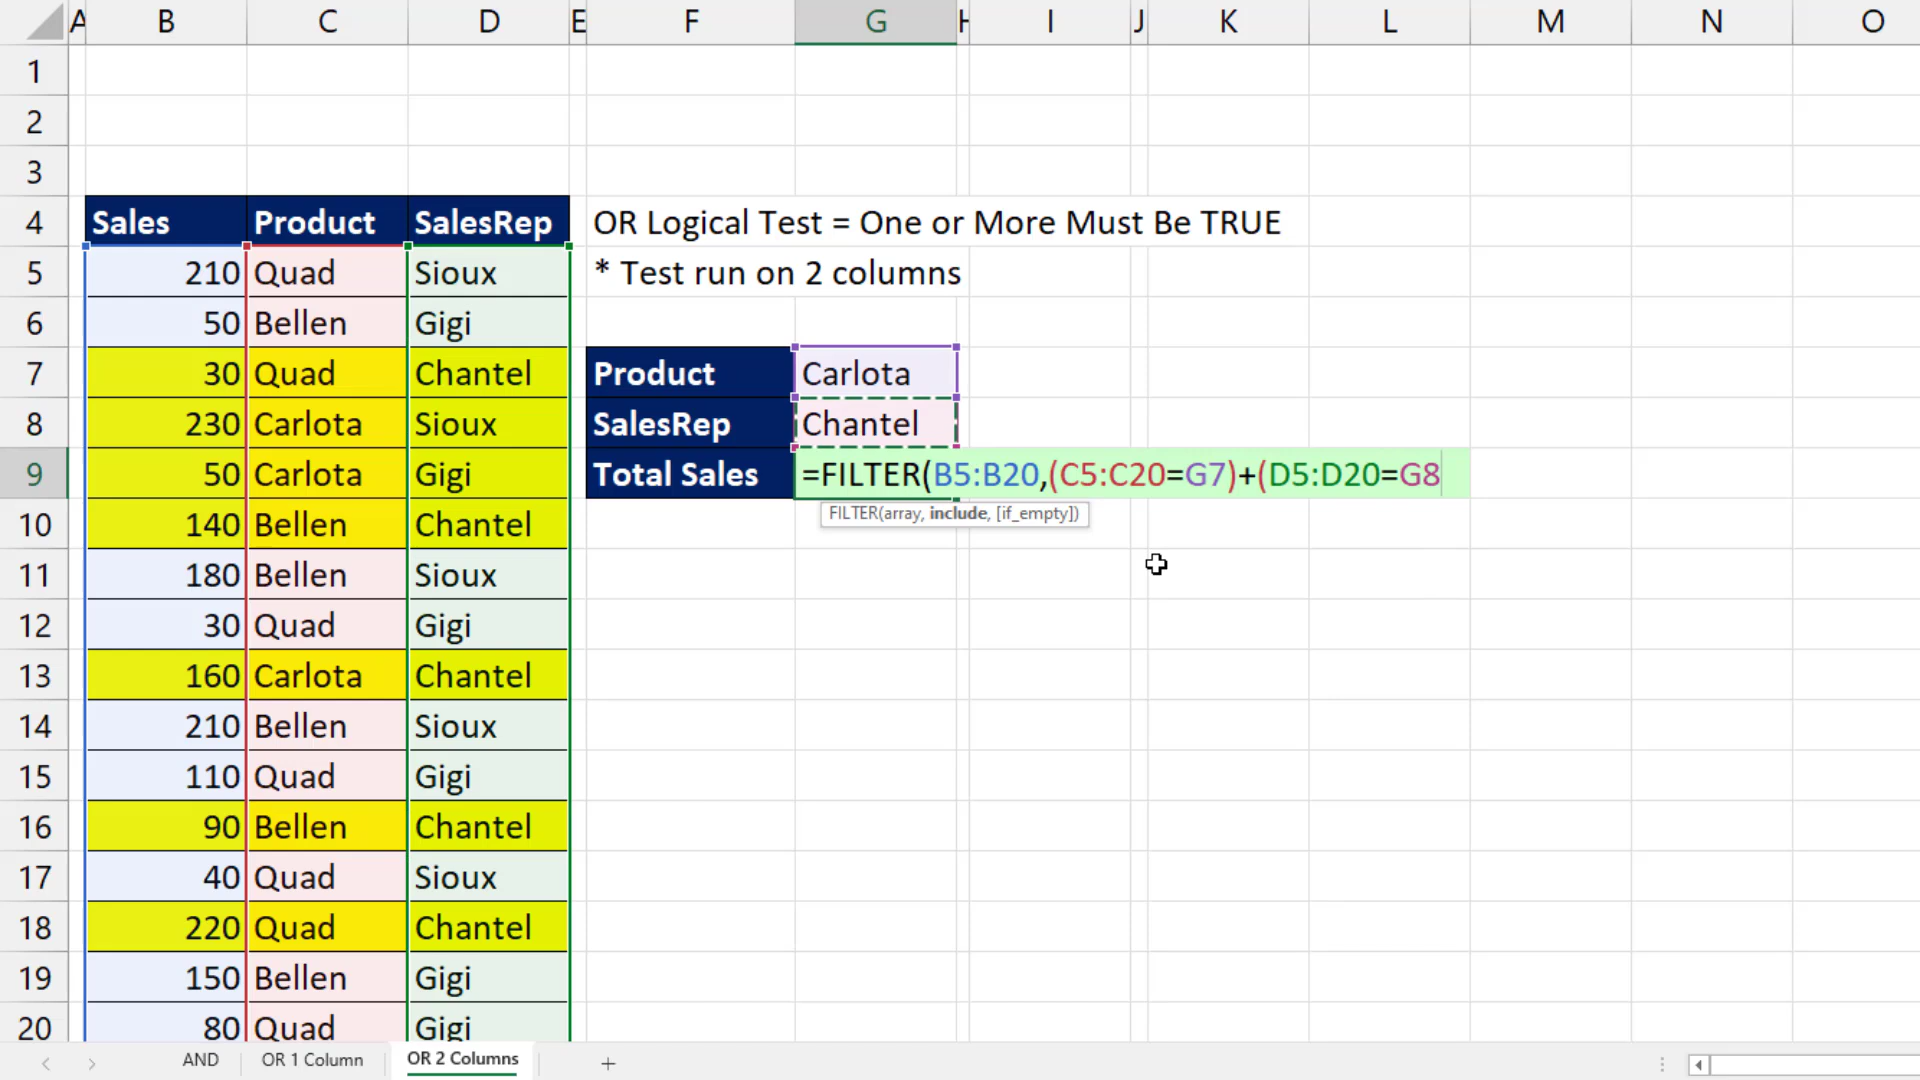 A B C D E F G H I J K L M N O
1
2
3
4 Sales Product SalesRep OR Logical Test = One or More Must Be TRUE
5 210 Quad Sioux * Test run on 2 columns
6 50 Bellen Gigi
7 30 Quad Chantel Product Carlota
8 230 Carlota Sioux SalesRep Chantel
9 50 Carlota Gigi Total Sales =FILTER(B5:B20,(C5:C20=G7)+(D5:D20=G8
FILTER(array, include, [if_empty])
10 140 Bellen Chantel
11 180 Bellen Sioux
12 30 Quad Gigi
13 160 Carlota Chantel
14 210 Bellen Sioux
15 110 Quad Gigi
16 90 Bellen Chantel
17 40 Quad Sioux
18 220 Quad Chantel
19 150 Bellen Gigi
20 80 Quad Gigi
AND OR 1 Column OR 2 Columns +